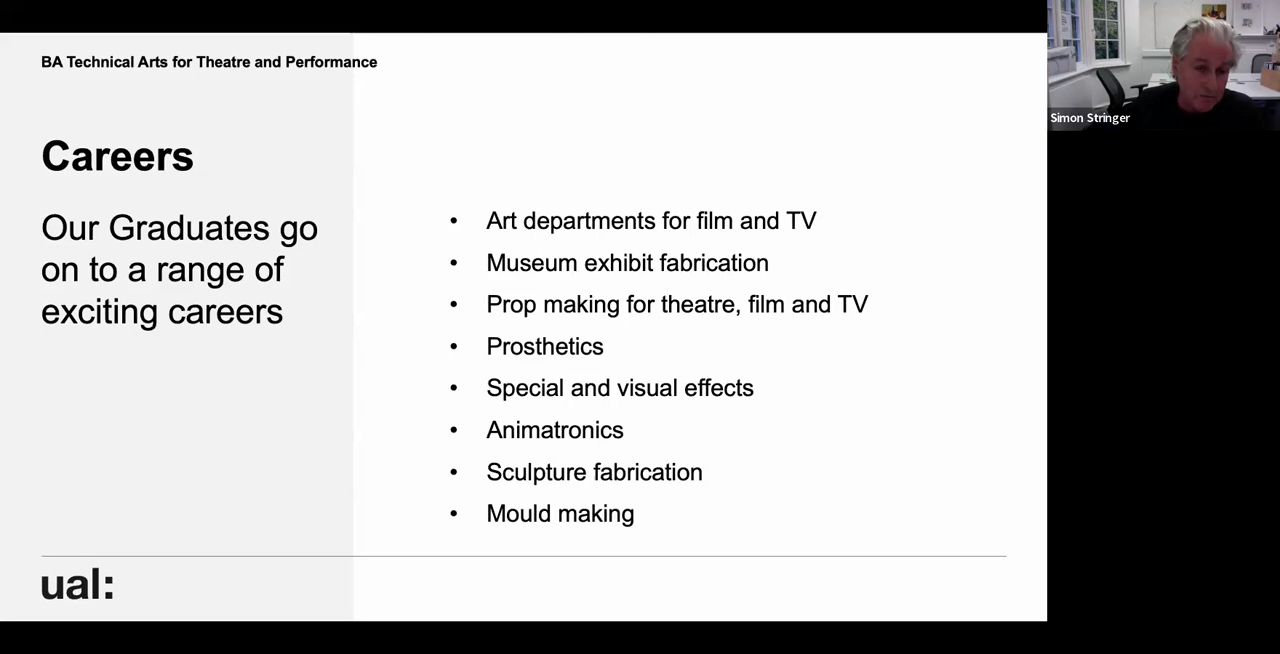 BA Technical Arts for Theatre and Performance
Careers
Our Graduates go
on to a range of
exciting careers
• Art departments for film and TV
• Museum exhibit fabrication
• Prop making for theatre, film and TV
• Prosthetics
• Special and visual effects
• Animatronics
• Sculpture fabrication
• Mould making
ual:
Simon Stringer